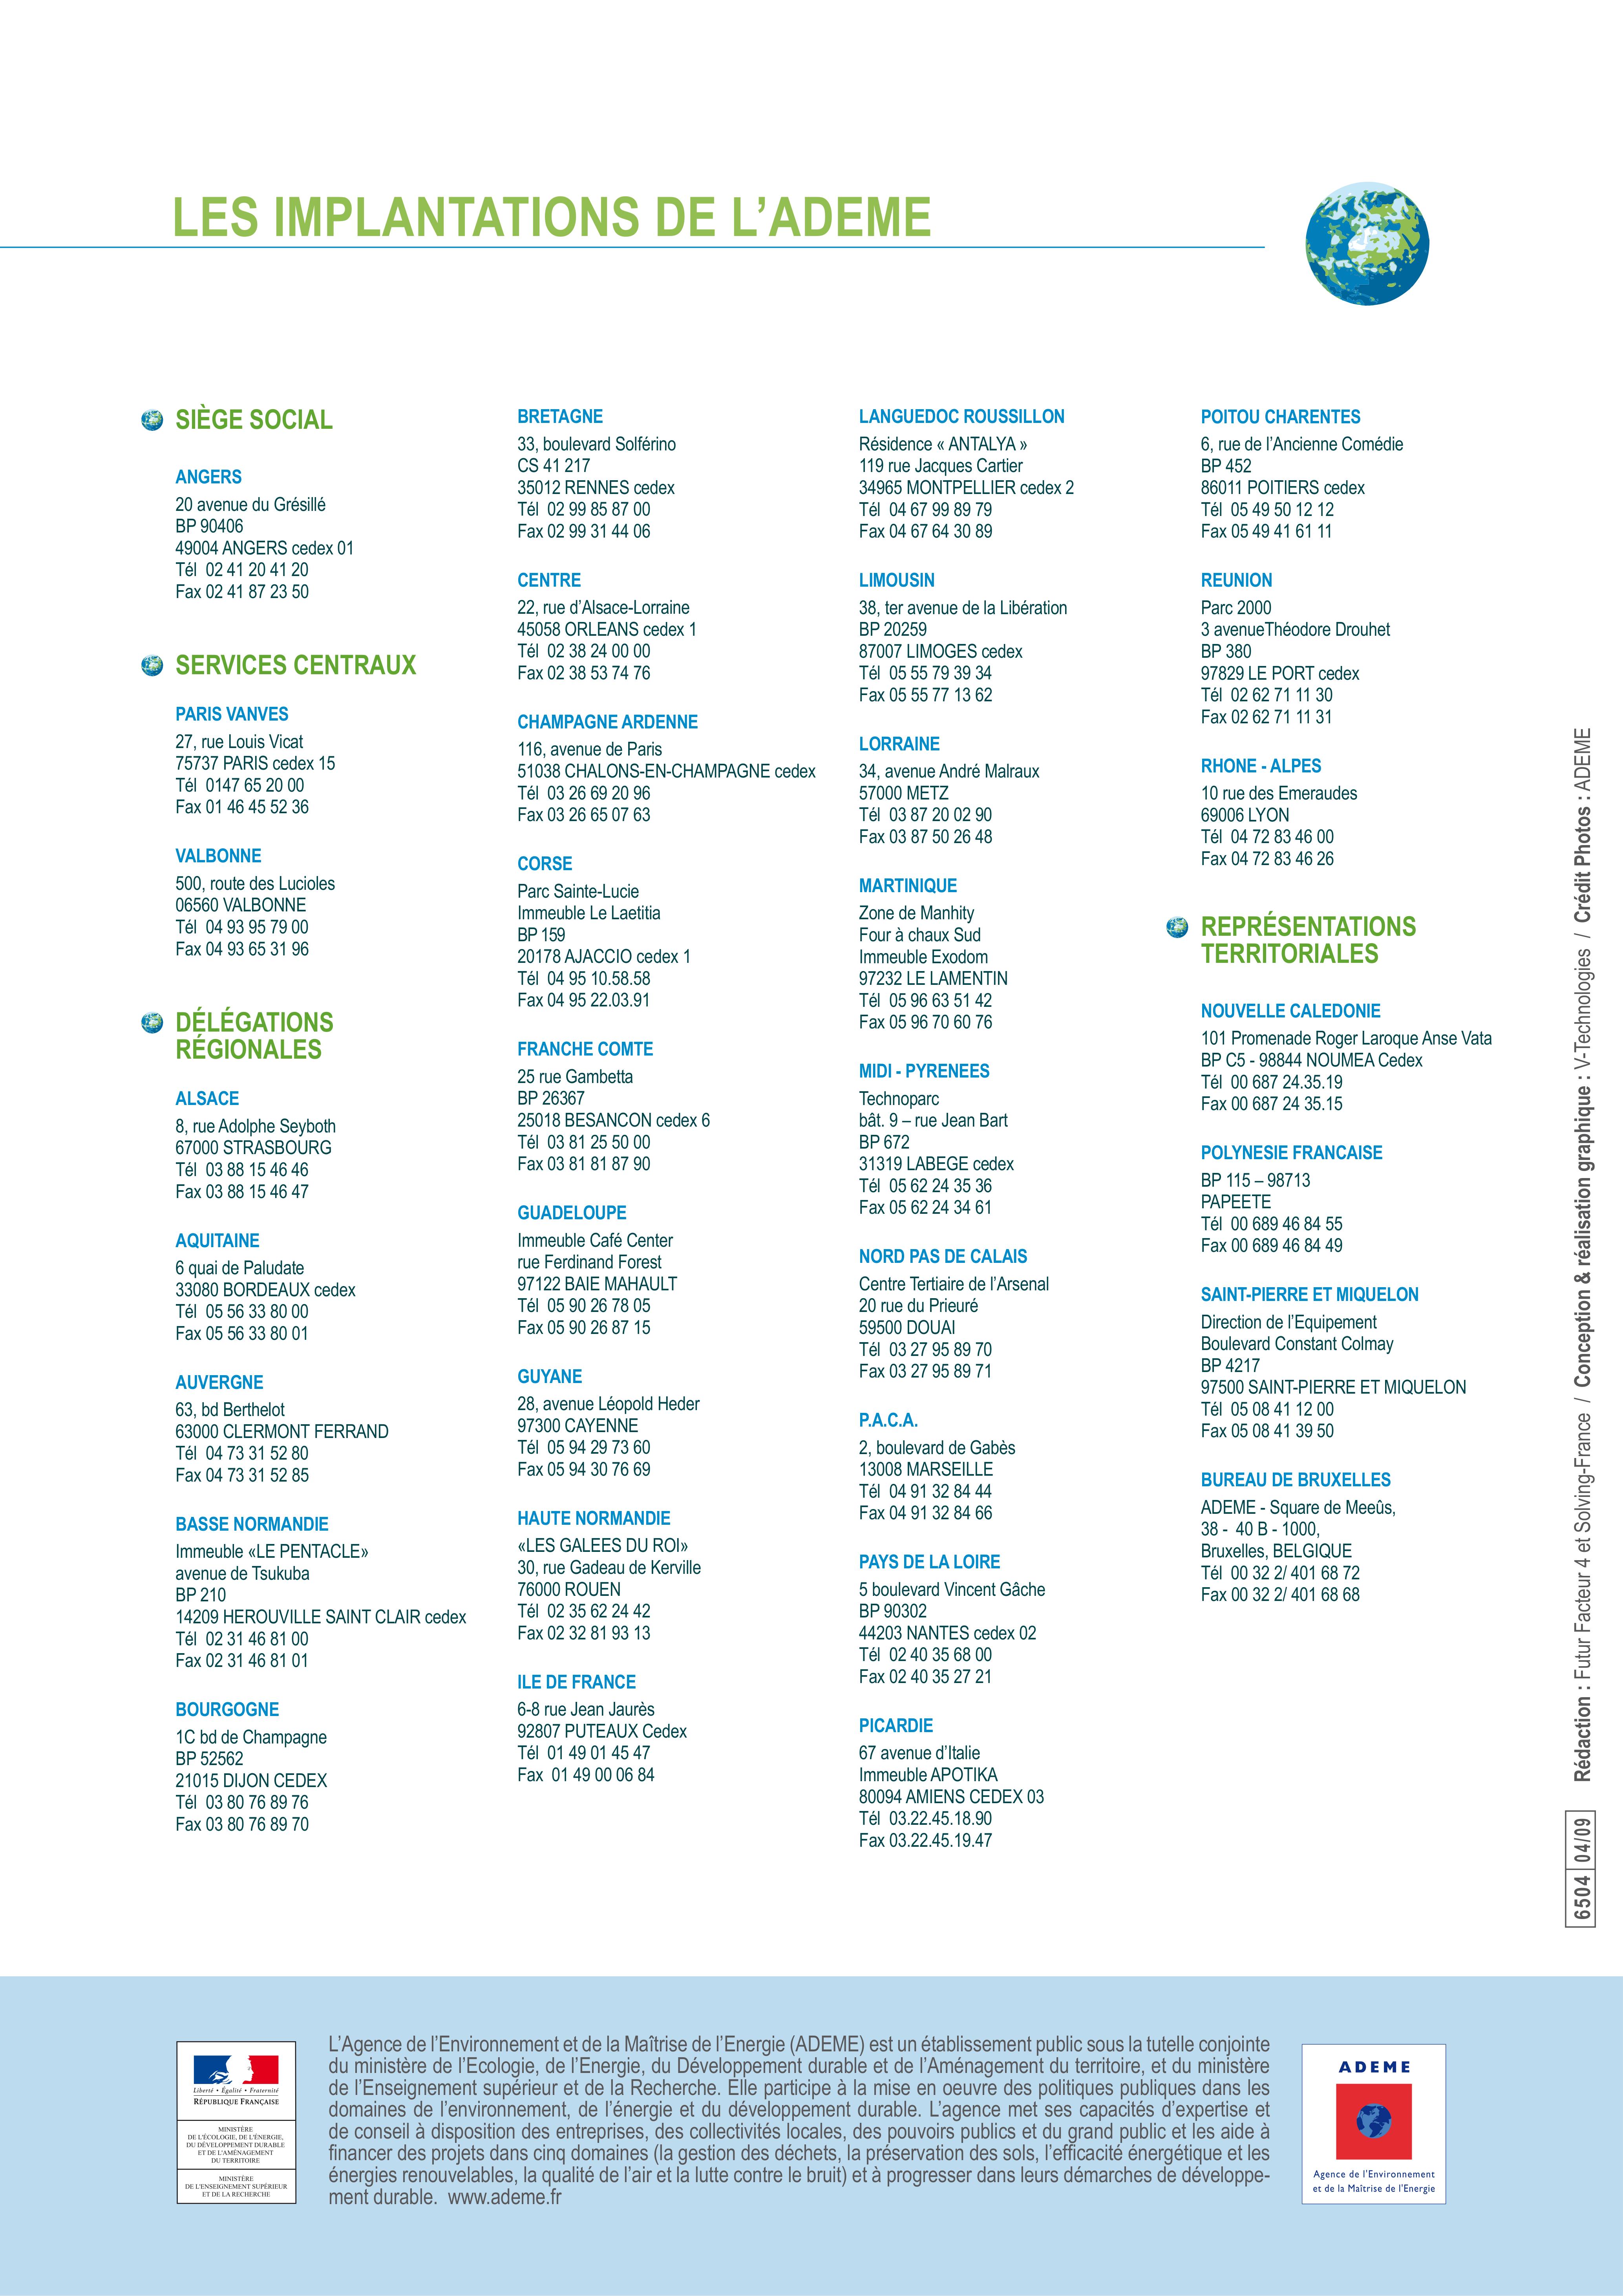 LES IMPLANTATIONS DE L’ADEME
SIÈGE SOCIAL
ANGERS
20 avenue du Grésillé
BP 90406
49004 ANGERS cedex 01
Tél 02 41 20 41 20
Fax 02 41 87 23 50
SERVICES CENTRAUX
PARIS VANVES
27, rue Louis Vicat
75737 PARIS cedex 15
Tél 0147 65 20 00
Fax 01 46 45 52 36
VALBONNE
500, route des Lucioles
06560 VALBONNE
Tél 04 93 95 79 00
Fax 04 93 65 31 96
DÉLÉGATIONS
RÉGIONALES
ALSACE
8, rue Adolphe Seyboth
67000 STRASBOURG
Tél 03 88 15 46 46
Fax 03 88 15 46 47
AQUITAINE
6 quai de Paludate
33080 BORDEAUX cedex
Tél 05 56 33 80 00
Fax 05 56 33 80 01
AUVERGNE
63, bd Berthelot
63000 CLERMONT FERRAND
Tél 04 73 31 52 80
Fax 04 73 31 52 85
BASSE NORMANDIE
Immeuble «LE PENTACLE»
avenue de Tsukuba
BP 210
14209 HEROUVILLE SAINT CLAIR cedex
Tél 02 31 46 81 00
Fax 02 31 46 81 01
BOURGOGNE
1C bd de Champagne
BP 52562
21015 DIJON CEDEX
Tél 03 80 76 89 76
Fax 03 80 76 89 70
BRETAGNE
33, boulevard Solférino
CS 41 217
35012 RENNES cedex
Tél 02 99 85 87 00
Fax 02 99 31 44 06
CENTRE
22, rue d’Alsace-Lorraine
45058 ORLEANS cedex 1
Tél 02 38 24 00 00
Fax 02 38 53 74 76
CHAMPAGNE ARDENNE
116, avenue de Paris
51038 CHALONS-EN-CHAMPAGNE cedex
Tél 03 26 69 20 96
Fax 03 26 65 07 63
CORSE
Parc Sainte-Lucie
Immeuble Le Laetitia
BP 159
20178 AJACCIO cedex 1
Tél 04 95 10.58.58
Fax 04 95 22.03.91
FRANCHE COMTE
25 rue Gambetta
BP 26367
25018 BESANCON cedex 6
Tél 03 81 25 50 00
Fax 03 81 81 87 90
GUADELOUPE
Immeuble Café Center
rue Ferdinand Forest
97122 BAIE MAHAULT
Tél 05 90 26 78 05
Fax 05 90 26 87 15
GUYANE
28, avenue Léopold Heder
97300 CAYENNE
Tél 05 94 29 73 60
Fax 05 94 30 76 69
HAUTE NORMANDIE
«LES GALEES DU ROI»
30, rue Gadeau de Kerville
76000 ROUEN
Tél 02 35 62 24 42
Fax 02 32 81 93 13
ILE DE FRANCE
6-8 rue Jean Jaurès
92807 PUTEAUX Cedex
Tél 01 49 01 45 47
Fax 01 49 00 06 84
LANGUEDOC ROUSSILLON
Résidence « ANTALYA »
119 rue Jacques Cartier
34965 MONTPELLIER cedex 2
Tél 04 67 99 89 79
Fax 04 67 64 30 89
LIMOUSIN
38, ter avenue de la Libération
BP 20259
87007 LIMOGES cedex
Tél 05 55 79 39 34
Fax 05 55 77 13 62
LORRAINE
34, avenue André Malraux
57000 METZ
Tél 03 87 20 02 90
Fax 03 87 50 26 48
MARTINIQUE
Zone de Manhity
Four à chaux Sud
Immeuble Exodom
97232 LE LAMENTIN
Tél 05 96 63 51 42
Fax 05 96 70 60 76
MIDI - PYRENEES
Technoparc
bât. 9 – rue Jean Bart
BP 672
31319 LABEGE cedex
Tél 05 62 24 35 36
Fax 05 62 24 34 61
NORD PAS DE CALAIS
Centre Tertiaire de l’Arsenal
20 rue du Prieuré
59500 DOUAI
Tél 03 27 95 89 70
Fax 03 27 95 89 71
P.A.C.A.
2, boulevard de Gabès
13008 MARSEILLE
Tél 04 91 32 84 44
Fax 04 91 32 84 66
PAYS DE LA LOIRE
5 boulevard Vincent Gâche
BP 90302
44203 NANTES cedex 02
Tél 02 40 35 68 00
Fax 02 40 35 27 21
PICARDIE
67 avenue d’Italie
Immeuble APOTIKA
80094 AMIENS CEDEX 03
Tél 03.22.45.18.90
Fax 03.22.45.19.47
POITOU CHARENTES
6, rue de l’Ancienne Comédie
BP 452
86011 POITIERS cedex
Tél 05 49 50 12 12
Fax 05 49 41 61 11
REUNION
Parc 2000
3 avenueThéodore Drouhet
BP 380
97829 LE PORT cedex
Tél 02 62 71 11 30
Fax 02 62 71 11 31
RHONE - ALPES
10 rue des Emeraudes
69006 LYON
Tél 04 72 83 46 00
Fax 04 72 83 46 26
REPRÉSENTATIONS
TERRITORIALES
NOUVELLE CALEDONIE
101 Promenade Roger Laroque Anse Vata
BP C5 - 98844 NOUMEA Cedex
Tél 00 687 24.35.19
Fax 00 687 24 35.15
POLYNESIE FRANCAISE
BP 115 – 98713
PAPEETE
Tél 00 689 46 84 55
Fax 00 689 46 84 49
SAINT-PIERRE ET MIQUELON
Direction de l’Equipement
Boulevard Constant Colmay
BP 4217
97500 SAINT-PIERRE ET MIQUELON
Tél 05 08 41 12 00
Fax 05 08 41 39 50
BUREAU DE BRUXELLES
ADEME - Square de Meeûs,
38 - 40 B - 1000,
Bruxelles, BELGIQUE
Tél 00 32 2/ 401 68 72
Fax 00 32 2/ 401 68 68
6504 04/09 Rédaction : Futur Facteur 4 et Solving-France / Conception & réalisation graphique : V-Technologies / Crédit Photos : ADEME
Liberté • Égalité • Fraternité
RÉPUBLIQUE FRANÇAISE
MINISTÈRE
DE L'ÉCOLOGIE, DE L'ÉNERGIE,
DU DÉVELOPPEMENT DURABLE
ET DE L'AMÉNAGEMENT
DU TERRITOIRE
MINISTÈRE
DE L'ENSEIGNEMENT SUPÉRIEUR
ET DE LA RECHERCHE
L’Agence de l’Environnement et de la Maîtrise de l’Energie (ADEME) est un établissement public sous la tutelle conjointe
du ministère de l’Ecologie, de l’Energie, du Développement durable et de l’Aménagement du territoire, et du ministère
de l’Enseignement supérieur et de la Recherche. Elle participe à la mise en oeuvre des politiques publiques dans les
domaines de l’environnement, de l’énergie et du développement durable. L’agence met ses capacités d’expertise et
de conseil à disposition des entreprises, des collectivités locales, des pouvoirs publics et du grand public et les aide à
financer des projets dans cinq domaines (la gestion des déchets, la préservation des sols, l’efficacité énergétique et les
énergies renouvelables, la qualité de l’air et la lutte contre le bruit) et à progresser dans leurs démarches de développe-
ment durable. www.ademe.fr
ADEME
Agence de l'Environnement
et de la Maîtrise de l'Energie